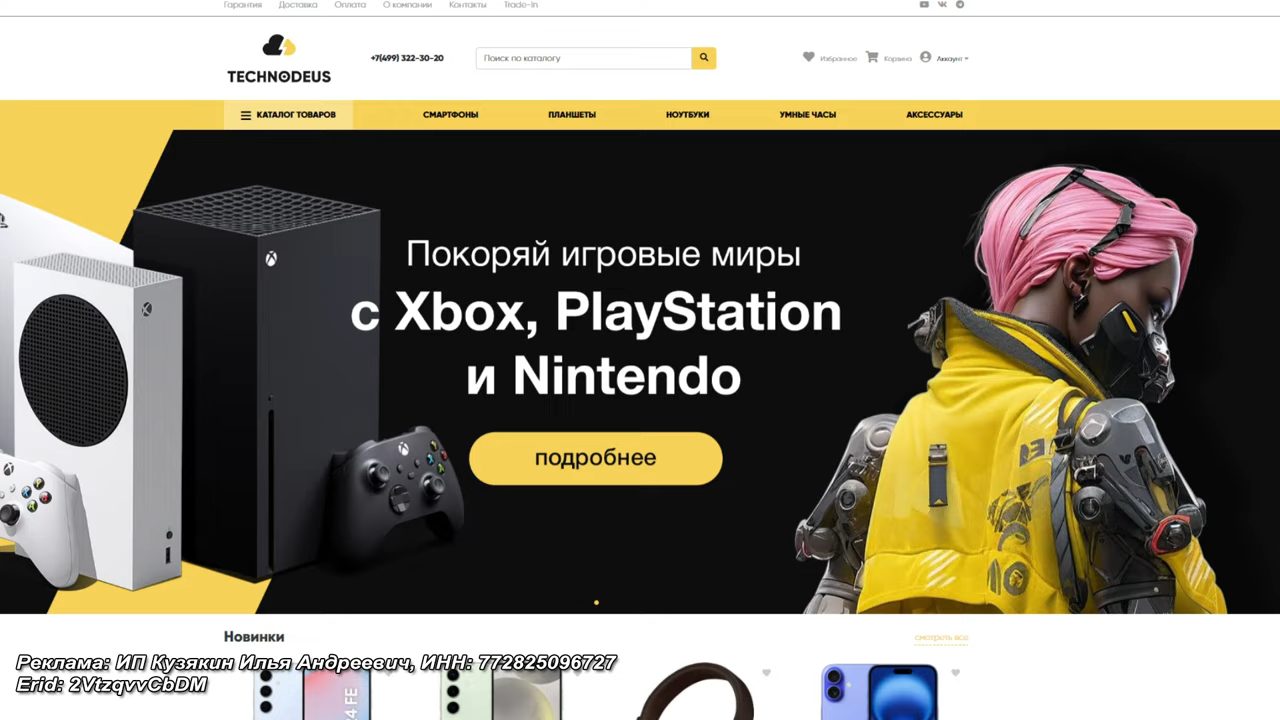 Гарантия Доставка Оплата О компании Контакты Trade-In
TECHNODEUS
+7(499) 322-30-20
Поиск по каталогу
Избранное Корзина Аккаунт
КАТАЛОГ ТОВАРОВ СМАРТФОНЫ ПЛАНШЕТЫ НОУТБУКИ УМНЫЕ ЧАСЫ АКСЕССУАРЫ
Покоряй игровые миры
с Xbox, PlayStation
и Nintendo
подробнее
Новинки
смотреть все
Реклама: ИП Кузякин Илья Андреевич, ИНН: 772825096727
Erid: 2VtzqvvCbDM
4 FE